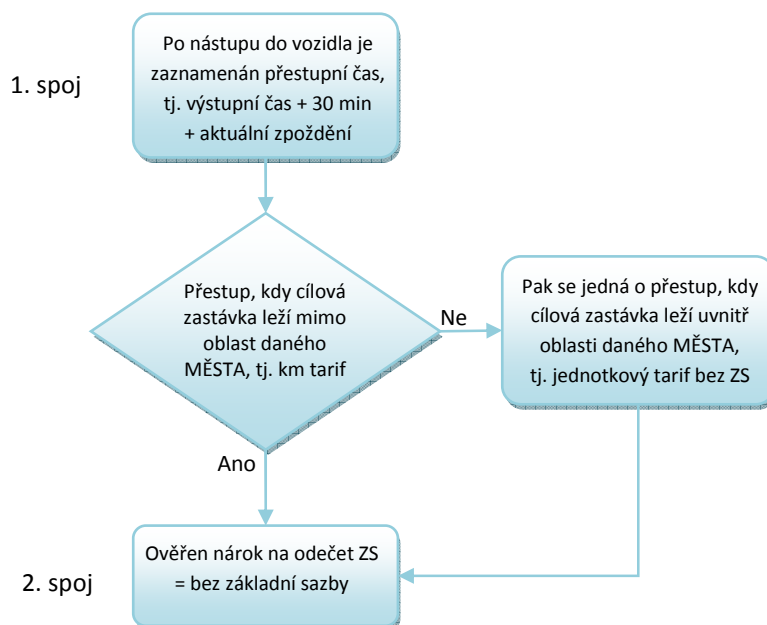 1. spoj
Po nástupu do vozidla je
zaznamenán přestupní čas,
tj. výstupní čas + 30 min
+ aktuální zpoždění
Přestup, kdy cílová
zastávka leží mimo
oblast daného
MĚSTA, tj. km tarif
Ne
Pak se jedná o přestup, kdy
cílová zastávka leží uvnitř
oblasti daného MĚSTA,
tj. jednotkový tarif bez ZS
Ano
2. spoj
Ověřen nárok na odečet ZS
= bez základní sazby